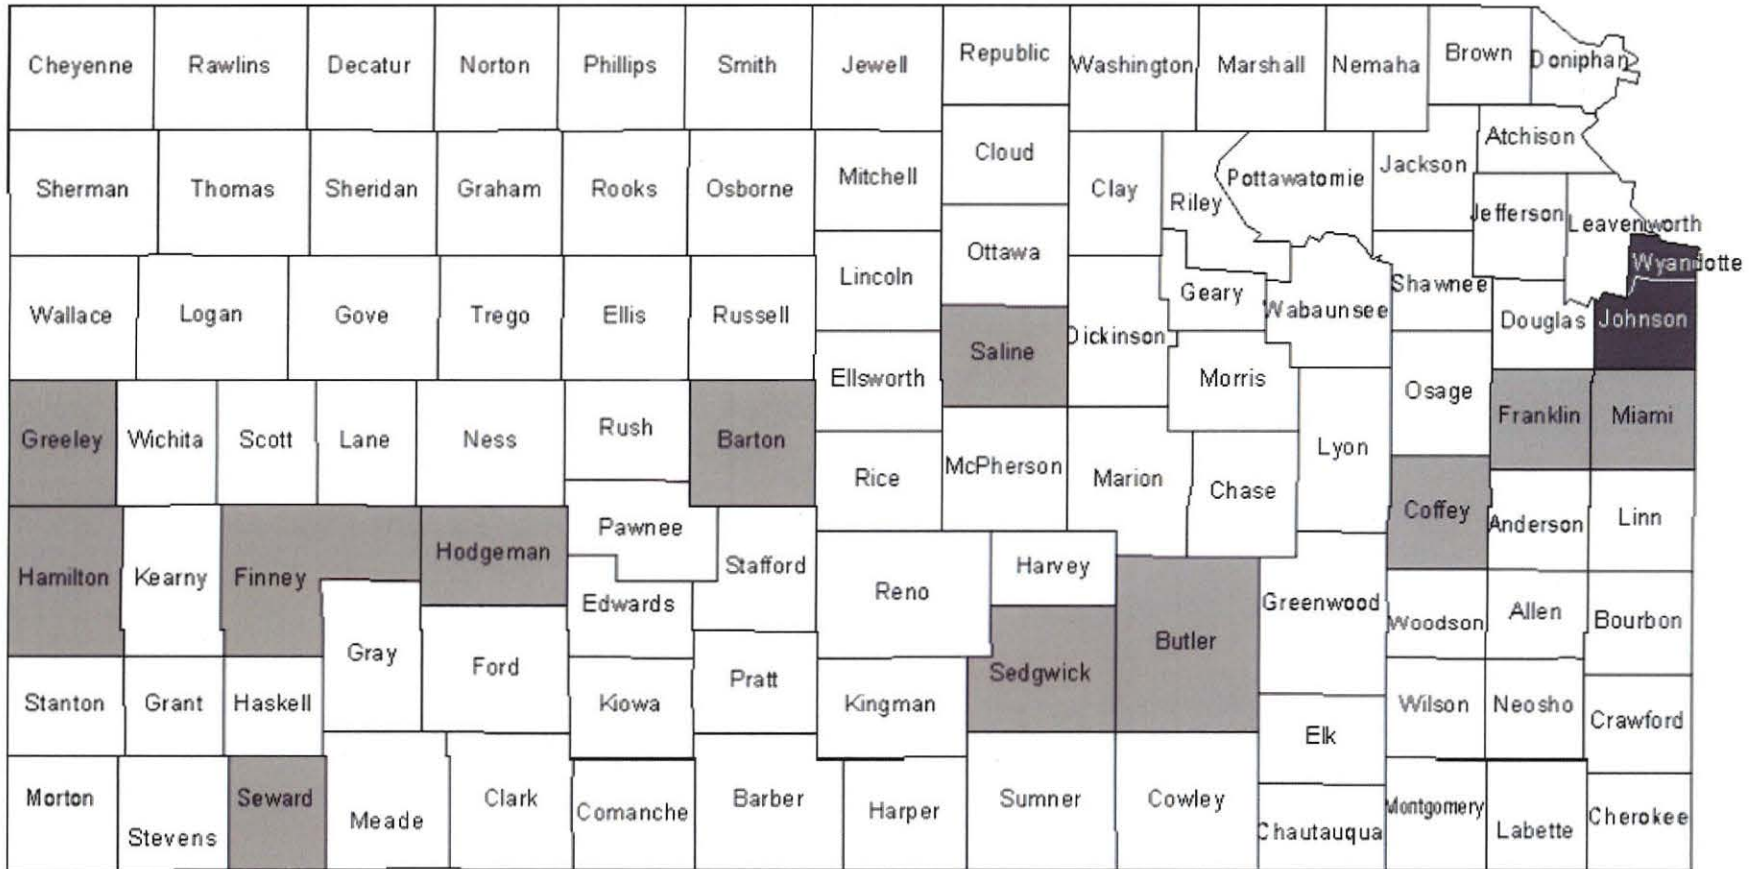 Cheyenne Rawlins Decatur Norton Phillips Smith Jewell Republic Washington Marshall Nemaha Brown Doniphan
Cloud Atchison
Sherman Thomas Sheridan Graham Rooks Osborne Mitchell Clay Riley Pottawatomie Jackson
Jefferson Leavenworth
Ottawa Wyandotte
Wallace Logan Gove Trego Ellis Russell Lincoln Geary Wabaunsee Shawnee Douglas Johnson
Saline Dickinson
Ellsworth Morris Osage
Greeley Wichita Scott Lane Ness Rush Barton Franklin Miami
Rice McPherson Marion Chase Lyon
Coffey Anderson Linn
Hamilton Kearny Finney Hodgeman Pawnee Stafford Harvey
Edwards Reno Greenwood Woodson Allen Bourbon
Gray Ford Sedgwick Butler
Stanton Grant Haskell Kiowa Pratt Kingman Wilson Neosho Crawford
Elk
Morton Seward Clark Comanche Barber Harper Sumner Cowley Montgomery Cherokee
Stevens Meade Chautauqua Labette